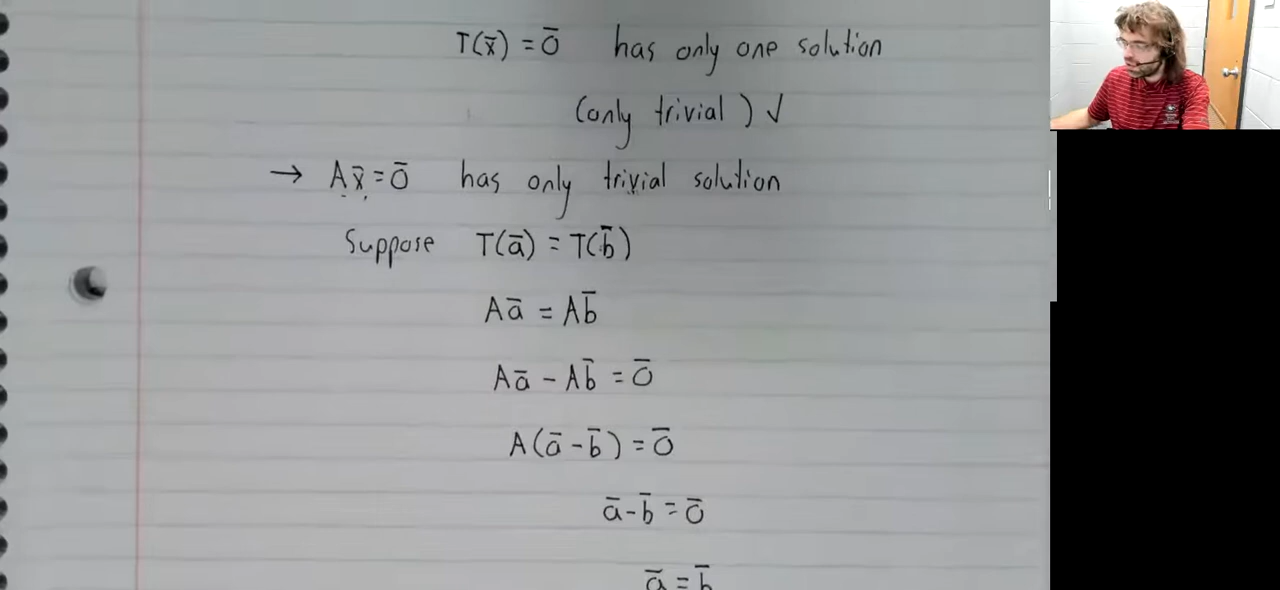 T(x̄) = 0̄ has only one solution
(only trivial) ✓
→ Ax̄ = 0̄ has only trivial solution
Suppose T(ā) = T(b̄)
Aā = Ab̄
Aā - Ab̄ = 0̄
A(ā - b̄) = 0̄
ā - b̄ = 0̄
ā = b̄